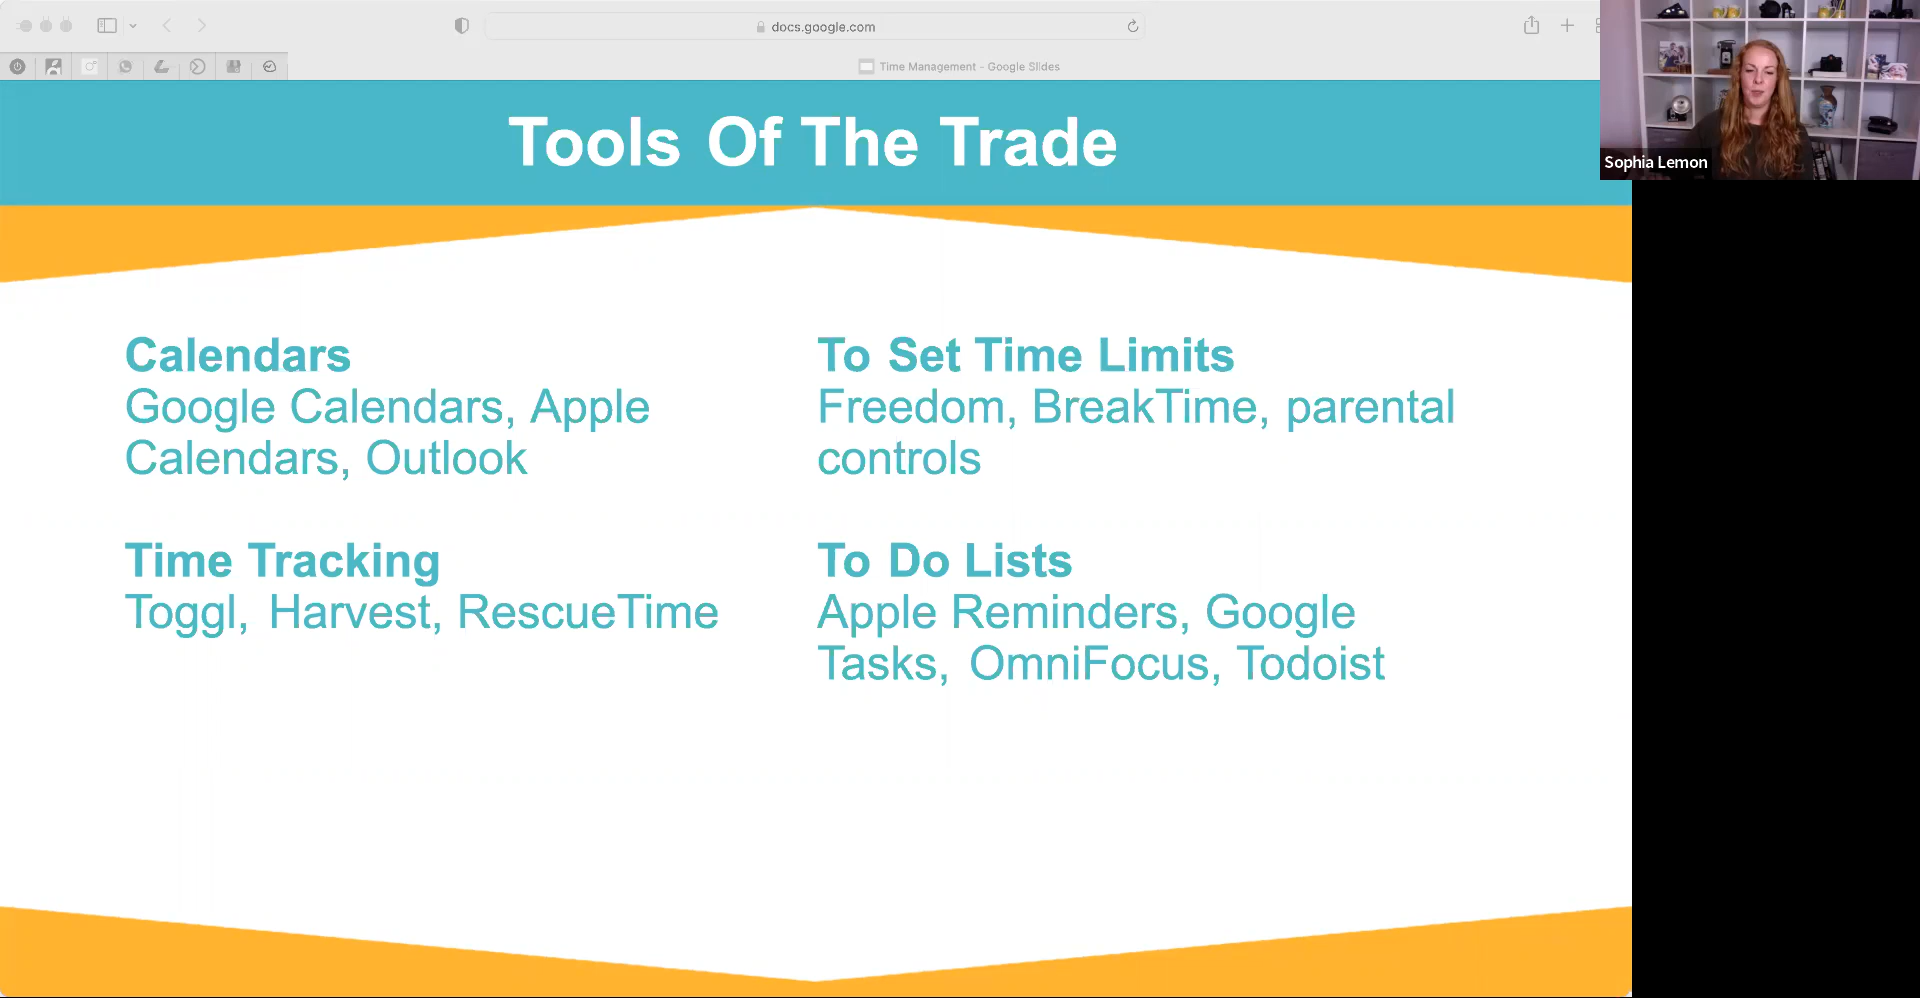 docs.google.com
Time Management - Google Slides
Sophia Lemon
Tools Of The Trade
Calendars
Google Calendars, Apple
Calendars, Outlook
Time Tracking
Toggl, Harvest, RescueTime
To Set Time Limits
Freedom, BreakTime, parental
controls
To Do Lists
Apple Reminders, Google
Tasks, OmniFocus, Todoist